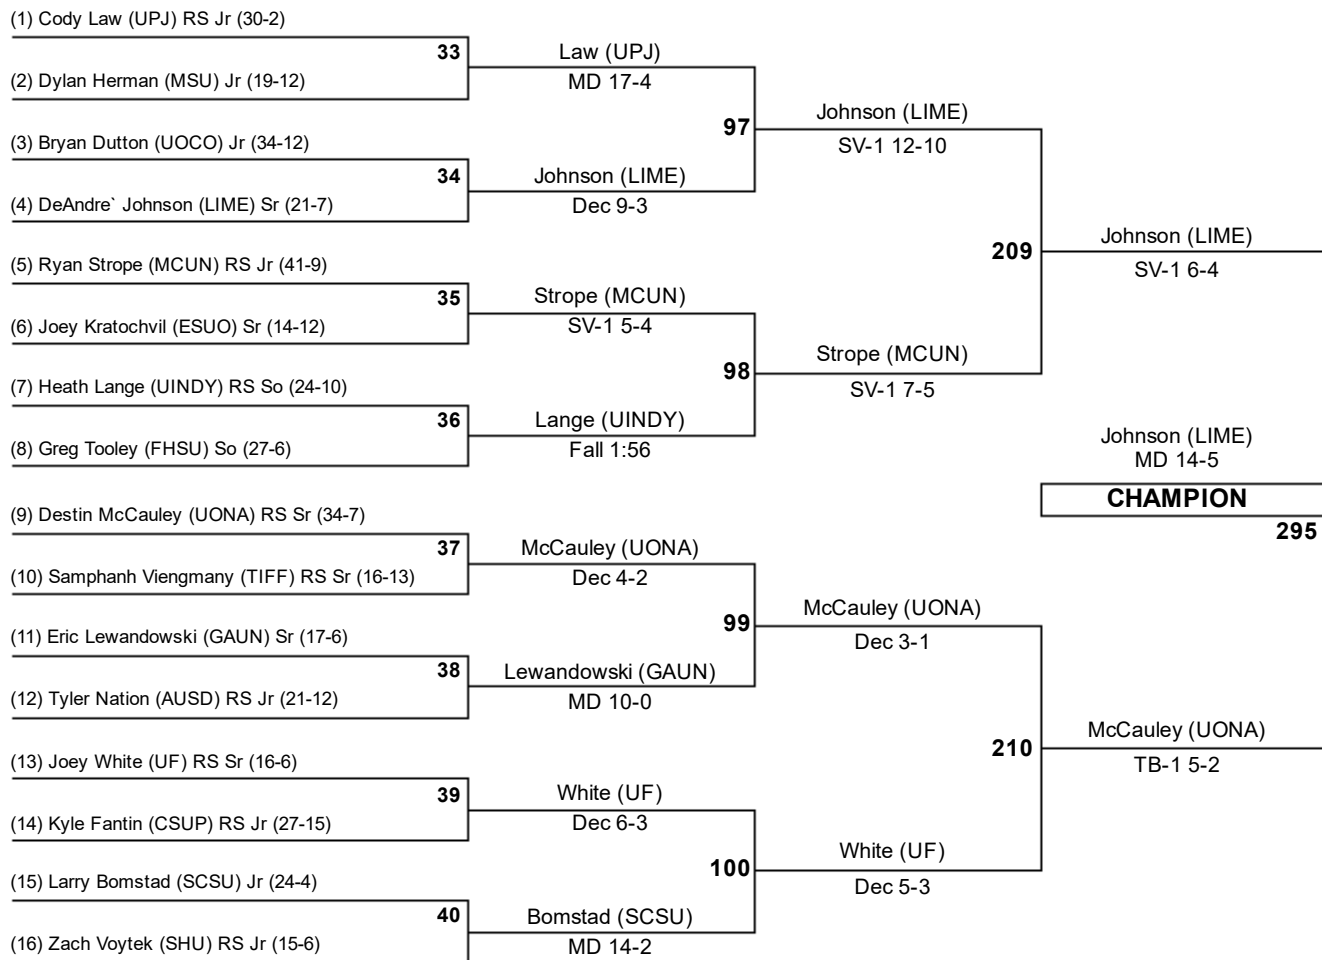 (1) Cody Law (UPJ) RS Jr (30-2)
33
Law (UPJ)
MD 17-4
(2) Dylan Herman (MSU) Jr (19-12)
97
Johnson (LIME)
SV-1 12-10
(3) Bryan Dutton (UOCO) Jr (34-12)
34
Johnson (LIME)
Dec 9-3
(4) DeAndre` Johnson (LIME) Sr (21-7)
209
Johnson (LIME)
SV-1 6-4
(5) Ryan Strope (MCUN) RS Jr (41-9)
35
Strope (MCUN)
SV-1 5-4
(6) Joey Kratochvil (ESUO) Sr (14-12)
98
Strope (MCUN)
SV-1 7-5
(7) Heath Lange (UINDY) RS So (24-10)
36
Lange (UINDY)
Fall 1:56
(8) Greg Tooley (FHSU) So (27-6)
Johnson (LIME)
MD 14-5
CHAMPION
295
(9) Destin McCauley (UONA) RS Sr (34-7)
37
McCauley (UONA)
Dec 4-2
(10) Samphanh Viengmany (TIFF) RS Sr (16-13)
99
McCauley (UONA)
Dec 3-1
(11) Eric Lewandowski (GAUN) Sr (17-6)
38
Lewandowski (GAUN)
MD 10-0
(12) Tyler Nation (AUSD) RS Jr (21-12)
210
McCauley (UONA)
TB-1 5-2
(13) Joey White (UF) RS Sr (16-6)
39
White (UF)
Dec 6-3
(14) Kyle Fantin (CSUP) RS Jr (27-15)
100
White (UF)
Dec 5-3
(15) Larry Bomstad (SCSU) Jr (24-4)
40
Bomstad (SCSU)
MD 14-2
(16) Zach Voytek (SHU) RS Jr (15-6)